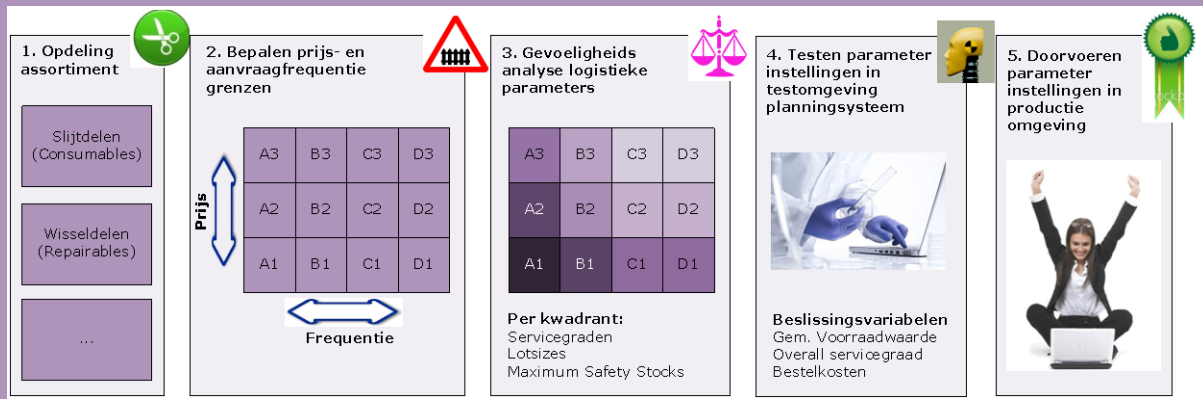 1. Opdeling
assortiment
Slijtdelen
(Consumables)
Wisseldelen
(Repairables)
...
2. Bepalen prijs- en
aanvraagfrequentie
grenzen
Prijs
A3 B3 C3 D3
A2 B2 C2 D2
A1 B1 C1 D1
Frequentie
3. Gevoeligheids
analyse logistieke
parameters
A3 B3 C3 D3
A2 B2 C2 D2
A1 B1 C1 D1
Per kwadrant:
Servicegraden
Lotsizes
Maximum Safety Stocks
4. Testen parameter
instellingen in
testomgeving
planningsysteem
Beslissingsvariabelen
Gem. Voorraadwaarde
Overall servicegraad
Bestelkosten
5. Doorvoeren
parameter
instellingen in
productie
omgeving